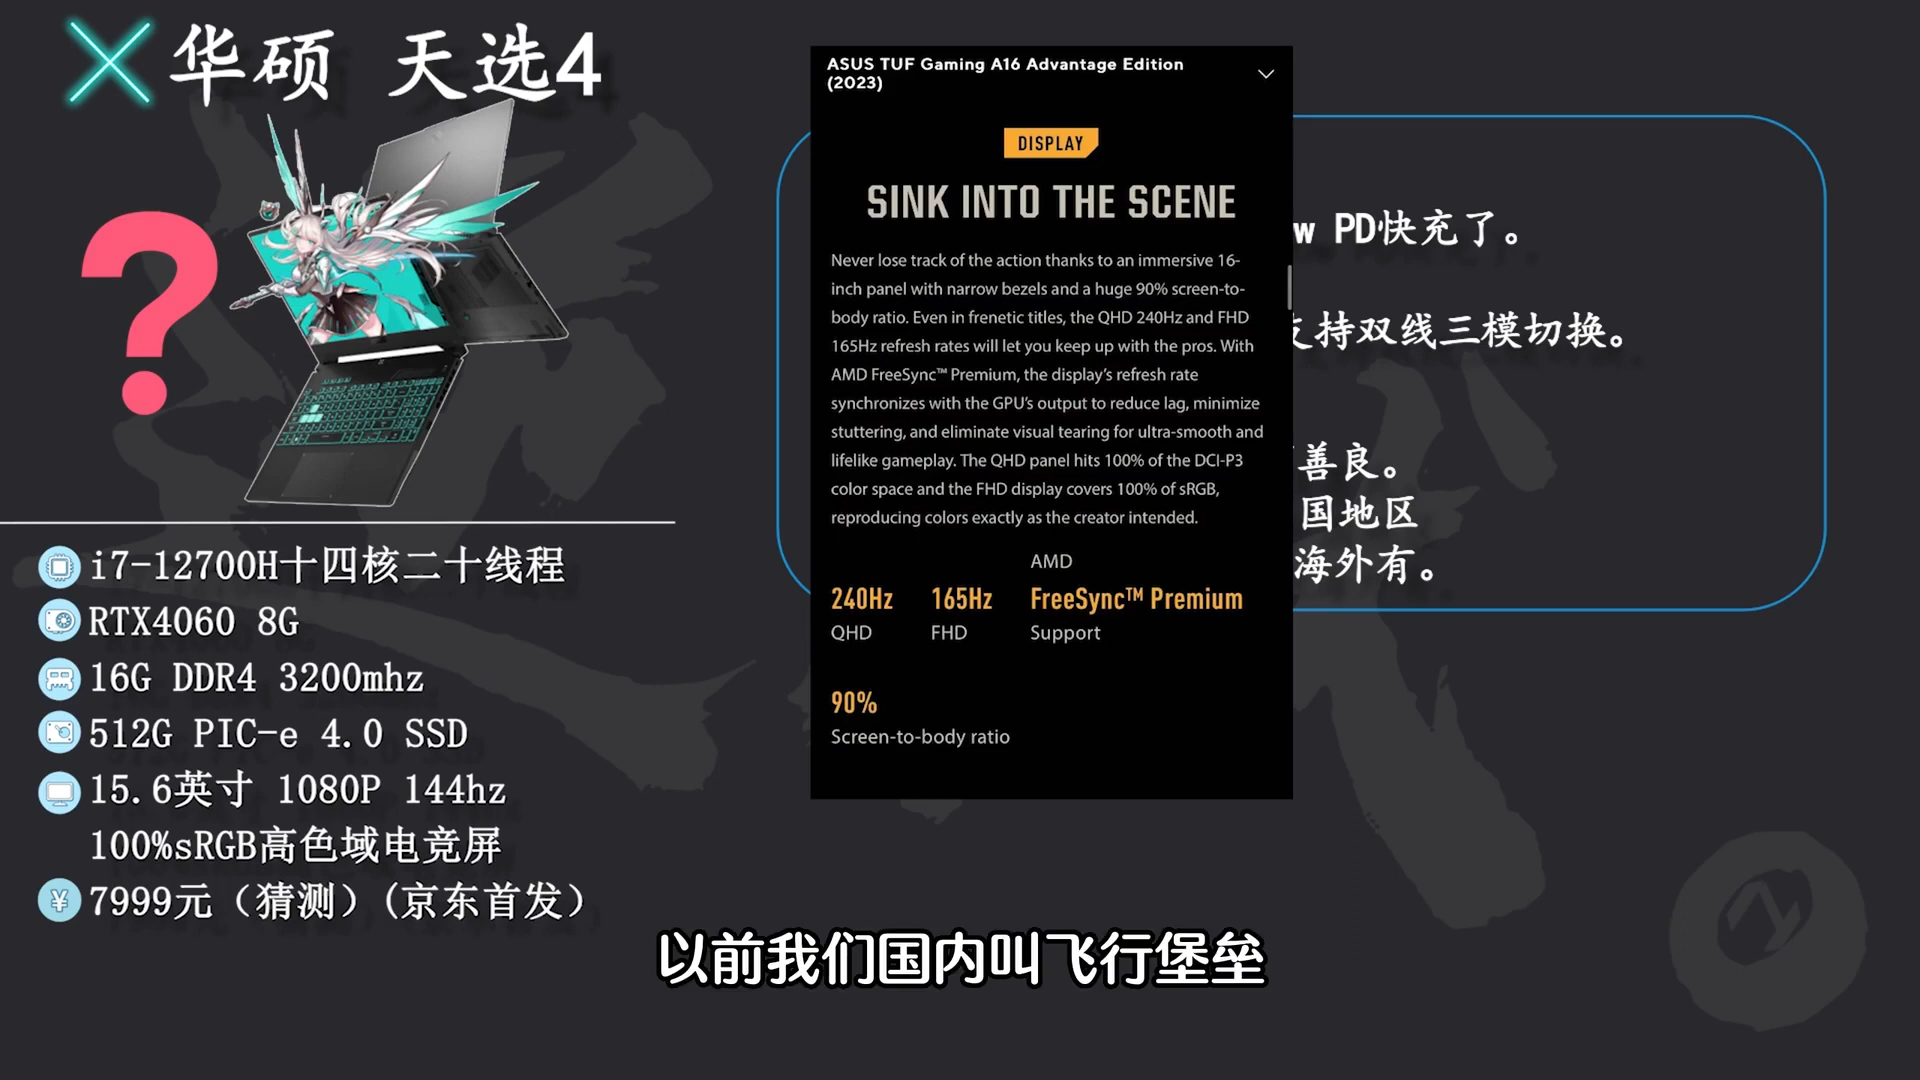 华硕 天选4
i7-12700H十四核二十线程
RTX4060 8G
16G DDR4 3200mhz
512G PIC-e 4.0 SSD
15.6英寸 1080P 144hz
100%sRGB高色域电竞屏
¥ 7999元（猜测）(京东首发）
ASUS TUF Gaming A16 Advantage Edition
(2023)
DISPLAY
SINK INTO THE SCENE
Never lose track of the action thanks to an immersive 16-
inch panel with narrow bezels and a huge 90% screen-to-
body ratio. Even in frenetic titles, the QHD 240Hz and FHD
165Hz refresh rates will let you keep up with the pros. With
AMD FreeSync™ Premium, the display's refresh rate
synchronizes with the GPU's output to reduce lag, minimize
stuttering, and eliminate visual tearing for ultra-smooth and
lifelike gameplay. The QHD panel hits 100% of the DCI-P3
color space and the FHD display covers 100% of sRGB,
reproducing colors exactly as the creator intended.
240Hz
QHD
165Hz
FHD
AMD
FreeSync™ Premium
Support
90%
Screen-to-body ratio
w PD快充了。
支持双线三模切换。
善良。
国地区
海外有。
以前我们国内叫飞行堡垒